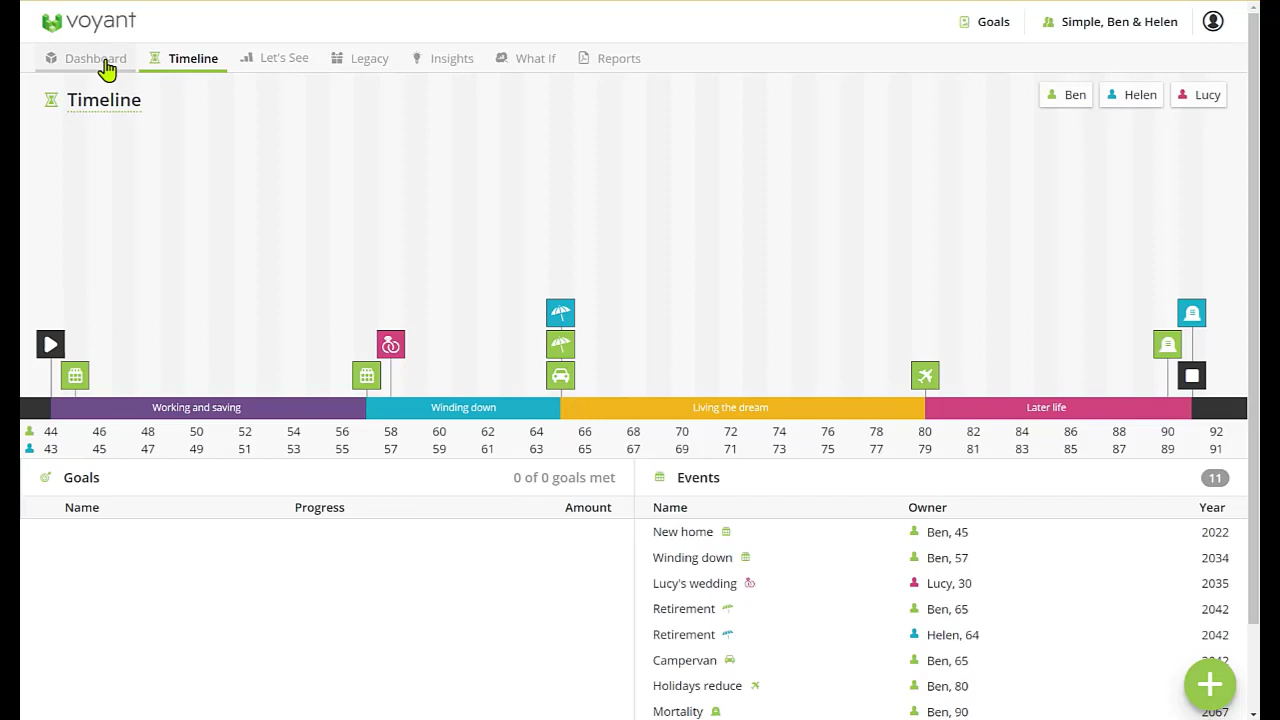 voyant
Goals
Simple, Ben & Helen
Dashboard
Timeline
Let's See
Legacy
Insights
What If
Reports
Timeline
Ben
Helen
Lucy
Working and saving
Winding down
Living the dream
Later life
44 46 48 50 52 54 56 58 60 62 64 66 68 70 72 74 76 78 80 82 84 86 88 90 92
43 45 47 49 51 53 55 57 59 61 63 65 67 69 71 73 75 77 79 81 83 85 87 89 91
Goals
0 of 0 goals met
Name Progress Amount
Events
11
Name Owner Year
New home Ben, 45 2022
Winding down Ben, 57 2034
Lucy's wedding Lucy, 30 2035
Retirement Ben, 65 2042
Retirement Helen, 64 2042
Campervan Ben, 65 2042
Holidays reduce Ben, 80
Mortality Ben, 90 2067